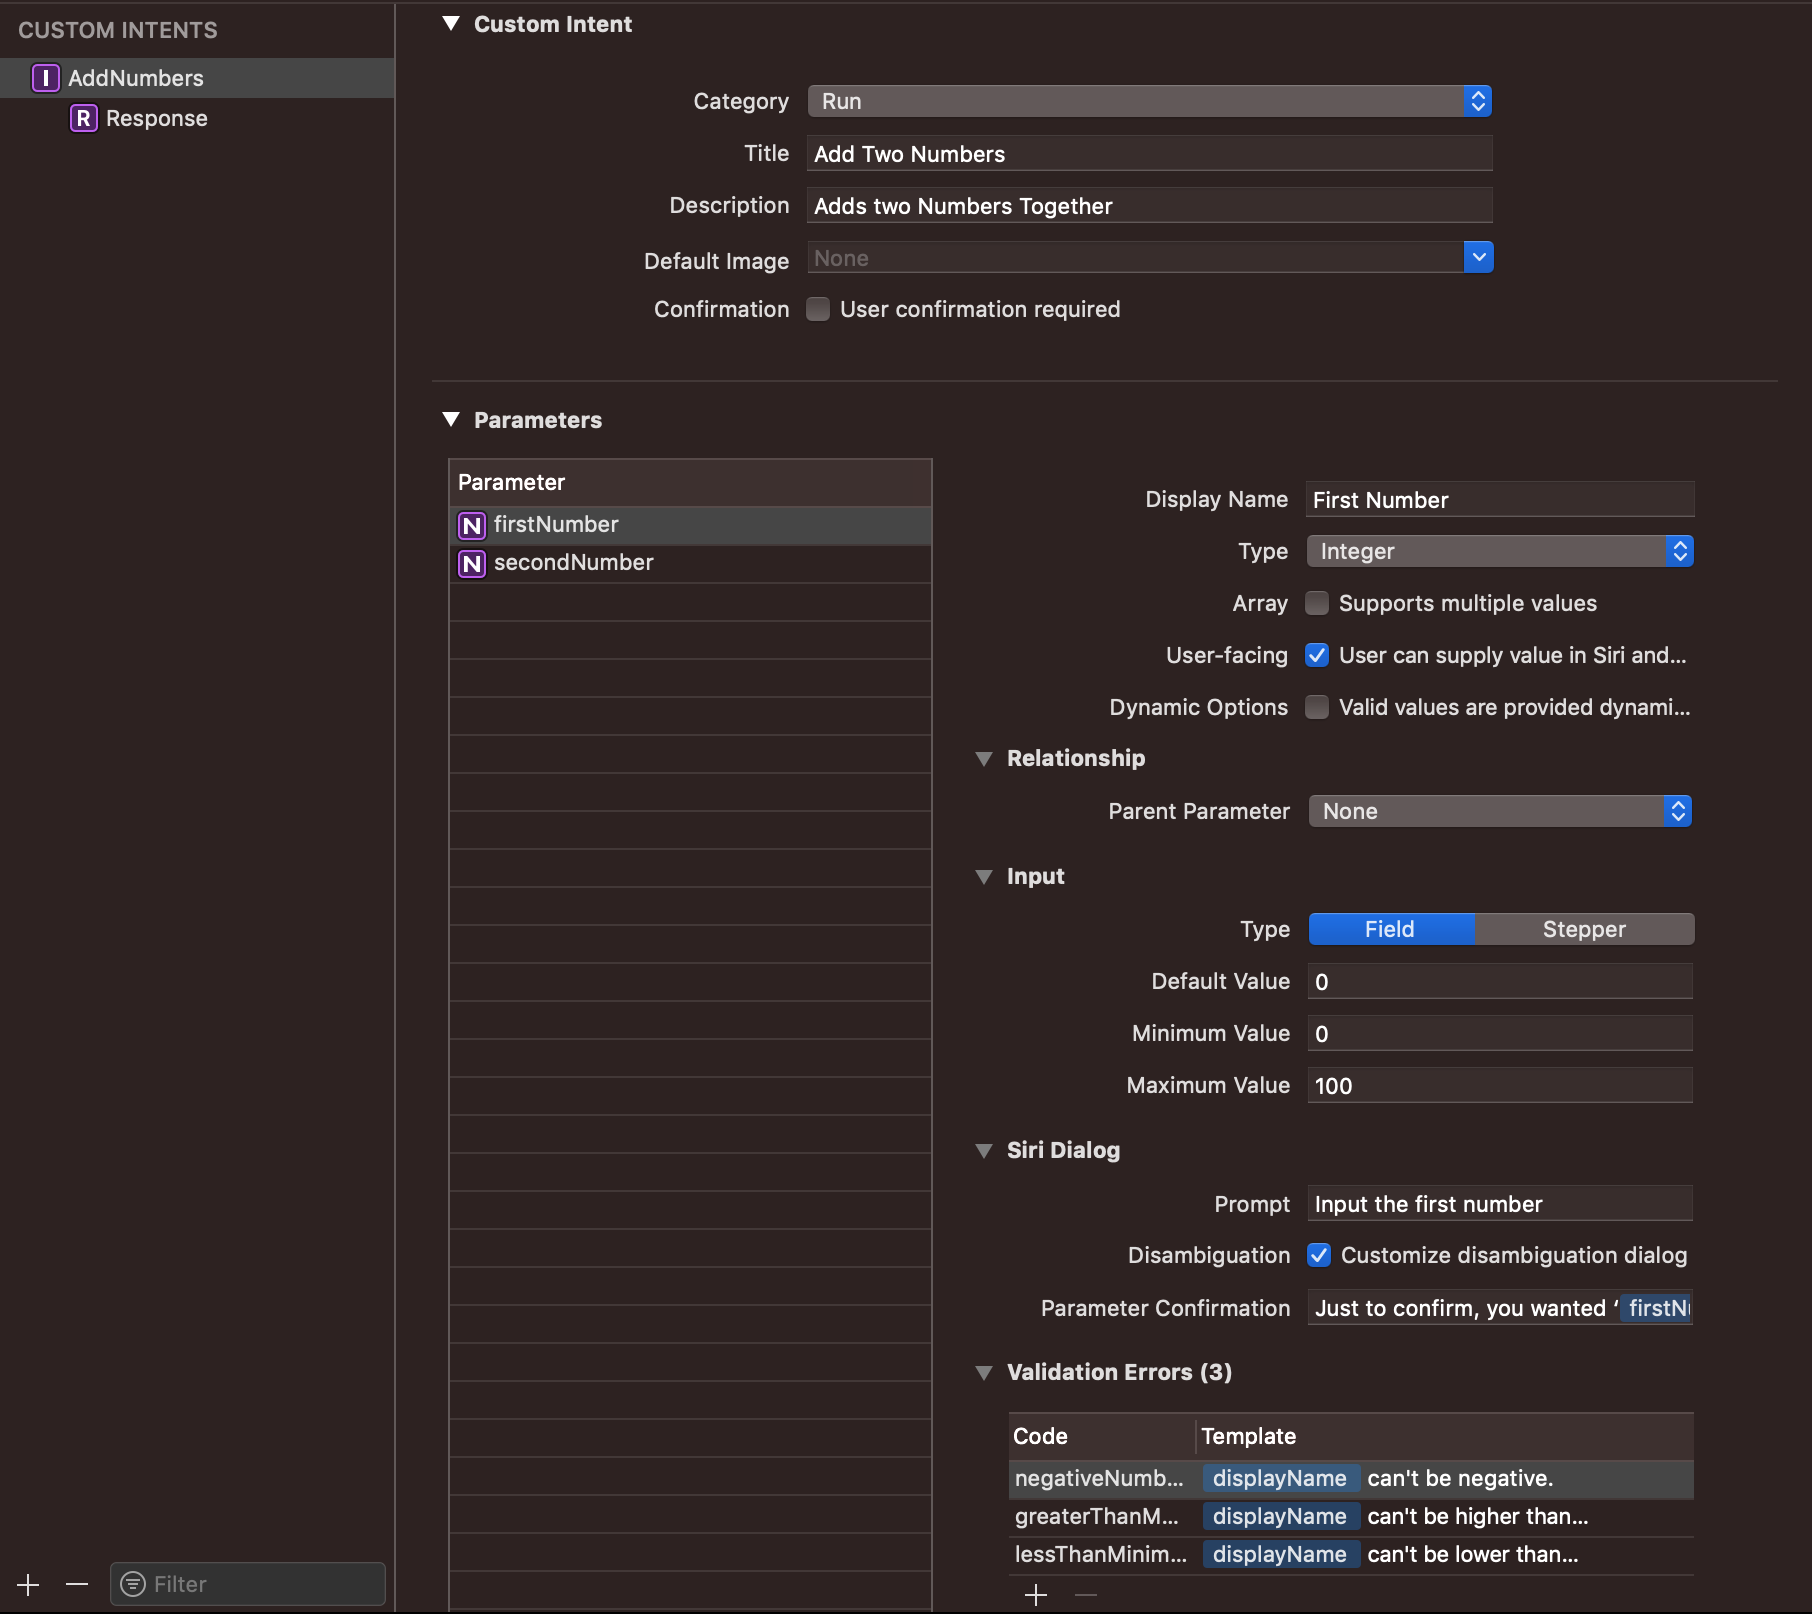 CUSTOM INTENTS
I AddNumbers
R Response
Filter
Custom Intent
Category Run
Title Add Two Numbers
Description Adds two Numbers Together
Default Image None
Confirmation User confirmation required
Parameters
Parameter
N firstNumber
N secondNumber
Display Name First Number
Type Integer
Array Supports multiple values
User-facing User can supply value in Siri and...
Dynamic Options Valid values are provided dynami...
Relationship
Parent Parameter None
Input
Type Field Stepper
Default Value 0
Minimum Value 0
Maximum Value 100
Siri Dialog
Prompt Input the first number
Disambiguation Customize disambiguation dialog
Parameter Confirmation Just to confirm, you wanted ‘ firstNu
Validation Errors (3)
Code Template
negativeNumb... displayName can't be negative.
greaterThanM... displayName can't be higher than...
lessThanMinim... displayName can't be lower than...